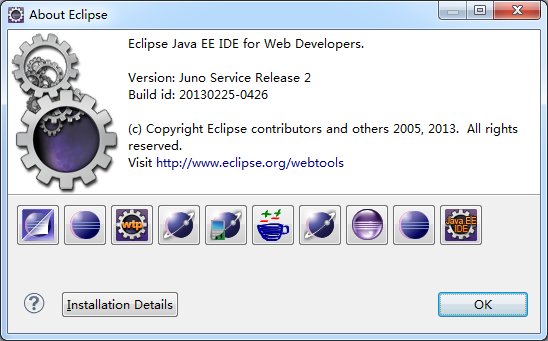 About Eclipse
Eclipse Java EE IDE for Web Developers.
Version: Juno Service Release 2
Build id: 20130225-0426
(c) Copyright Eclipse contributors and others 2005, 2013.  All rights
reserved.
Visit http://www.eclipse.org/webtools
wtp
Java EE
IDE
?
Installation Details
OK